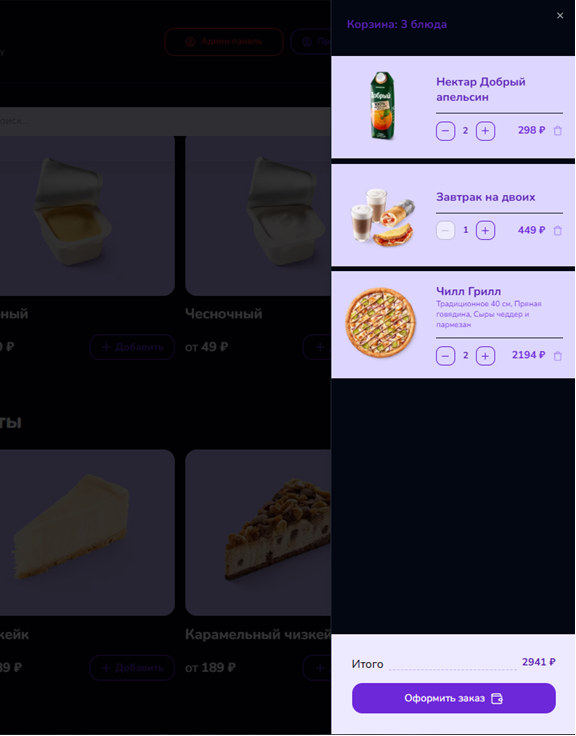 Корзина: 3 блюда
Админ панель
Нектар Добрый
апельсин
2
298 ₽
Завтрак на двоих
1
449 ₽
Чилл Грилл
Традиционное 40 см, Пряная
говядина, Сыры чеддер и
пармезан
2
2194 ₽
ный
9 ₽
Добавить
Чесночный
от 49 ₽
ты
кейк
89 ₽
Добавить
Карамельный чизкей
от 189 ₽
Итого
2941 ₽
Оформить заказ